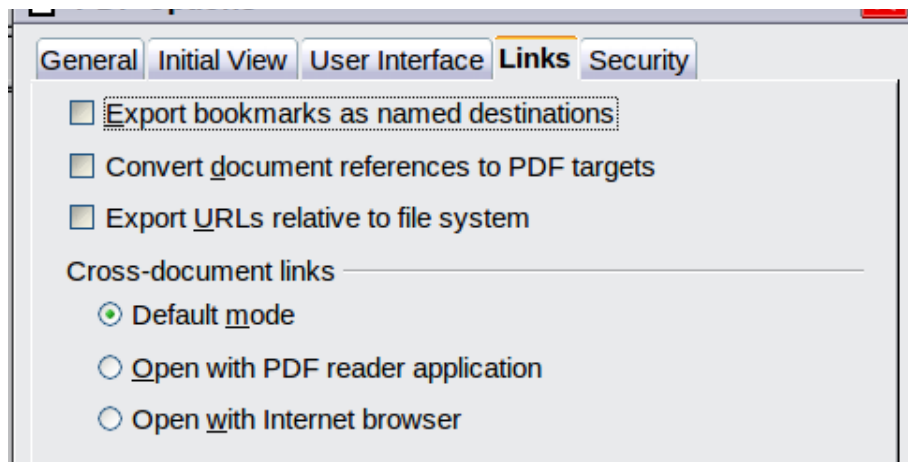 General Initial View User Interface Links Security
Export bookmarks as named destinations
Convert document references to PDF targets
Export URLs relative to file system
Cross-document links
Default mode
Open with PDF reader application
Open with Internet browser